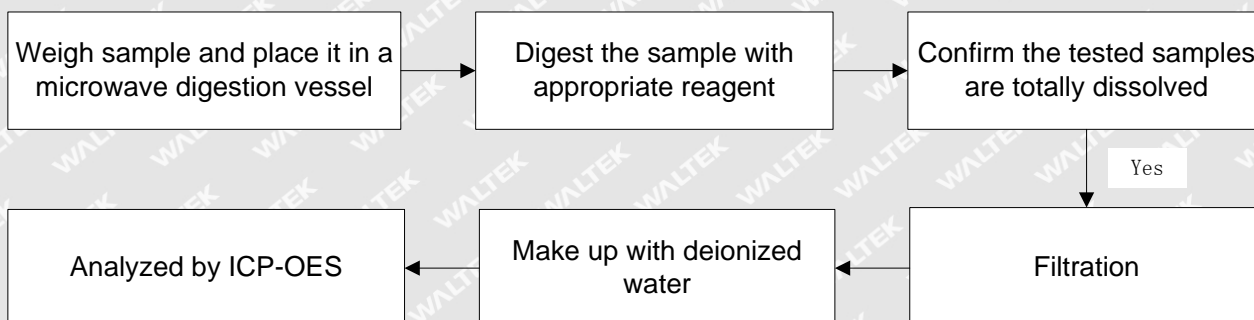 Weigh sample and place it in a
microwave digestion vessel
Digest the sample with
appropriate reagent
Confirm the tested samples
are totally dissolved
Yes
Filtration
Make up with deionized
water
Analyzed by ICP-OES
WALTEK